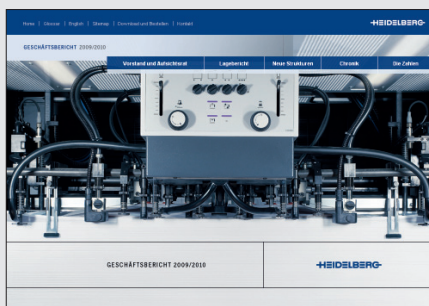 Home | Glossar | English | Sitemap | Download und Bestellen | Kontakt
HEIDELBERG
GESCHÄFTSBERICHT 2009/2010
Vorstand und Aufsichtsrat
Lagebericht
Neue Strukturen
Chronik
Die Zahlen
GESCHÄFTSBERICHT 2009/2010
HEIDELBERG